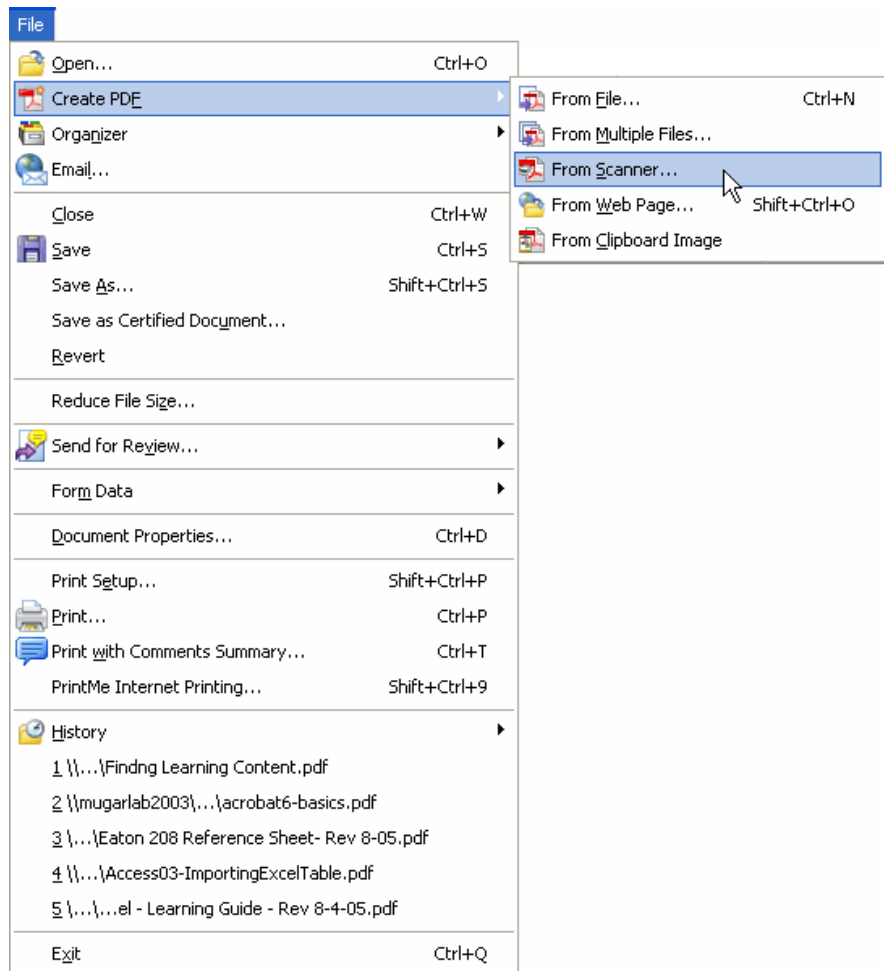 File
Open... Ctrl+O
Create PDF
Organizer
Email...
Close Ctrl+W
Save Ctrl+S
Save As... Shift+Ctrl+S
Save as Certified Document...
Revert
Reduce File Size...
Send for Review...
Form Data
Document Properties... Ctrl+D
Print Setup... Shift+Ctrl+P
Print... Ctrl+P
Print with Comments Summary... Ctrl+T
PrintMe Internet Printing... Shift+Ctrl+9
History
1 \\...\Findng Learning Content.pdf
2 \\mugarlab2003\...\acrobat6-basics.pdf
3 \...\Eaton 208 Reference Sheet- Rev 8-05.pdf
4 \\...\Access03-ImportingExcelTable.pdf
5 \...\...el - Learning Guide - Rev 8-4-05.pdf
Exit Ctrl+Q
From File... Ctrl+N
From Multiple Files...
From Scanner...
From Web Page... Shift+Ctrl+O
From Clipboard Image